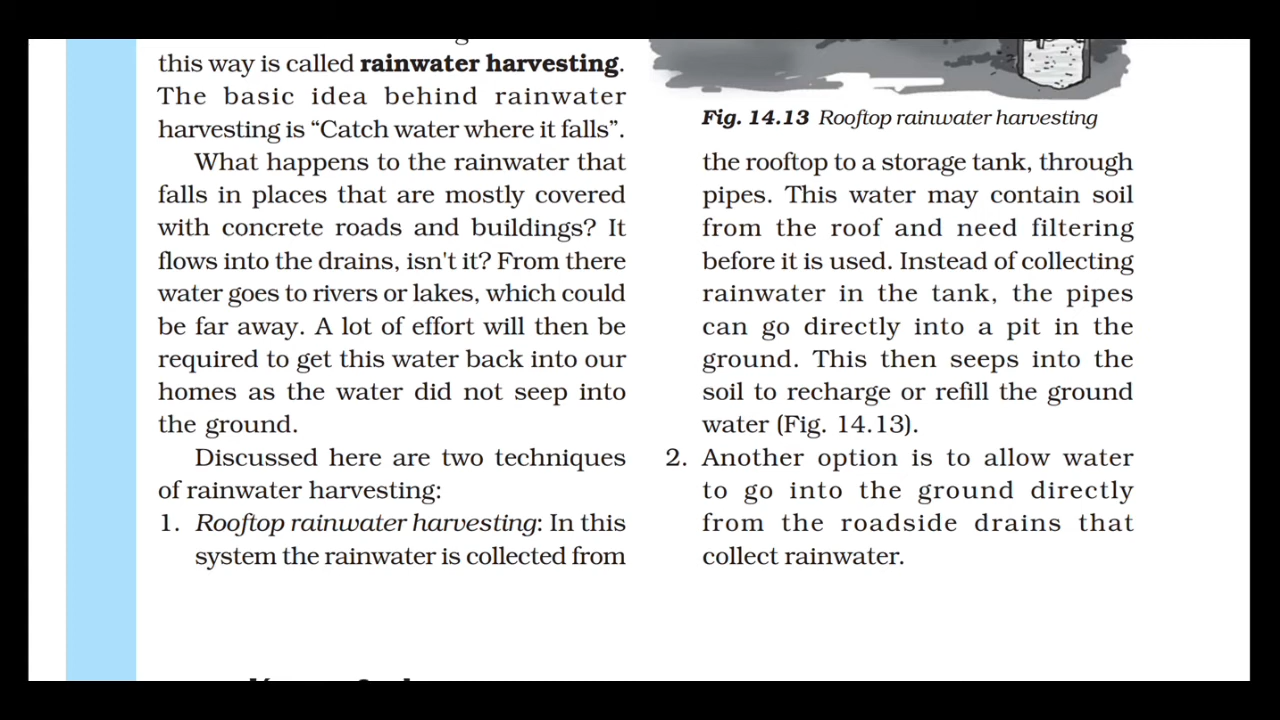 this way is called rainwater harvesting.
The basic idea behind rainwater
harvesting is “Catch water where it falls”.
What happens to the rainwater that
falls in places that are mostly covered
with concrete roads and buildings? It
flows into the drains, isn't it? From there
water goes to rivers or lakes, which could
be far away. A lot of effort will then be
required to get this water back into our
homes as the water did not seep into
the ground.
Discussed here are two techniques
of rainwater harvesting:
1. Rooftop rainwater harvesting: In this
system the rainwater is collected from
Fig. 14.13 Rooftop rainwater harvesting
the rooftop to a storage tank, through
pipes. This water may contain soil
from the roof and need filtering
before it is used. Instead of collecting
rainwater in the tank, the pipes
can go directly into a pit in the
ground. This then seeps into the
soil to recharge or refill the ground
water (Fig. 14.13).
2. Another option is to allow water
to go into the ground directly
from the roadside drains that
collect rainwater.